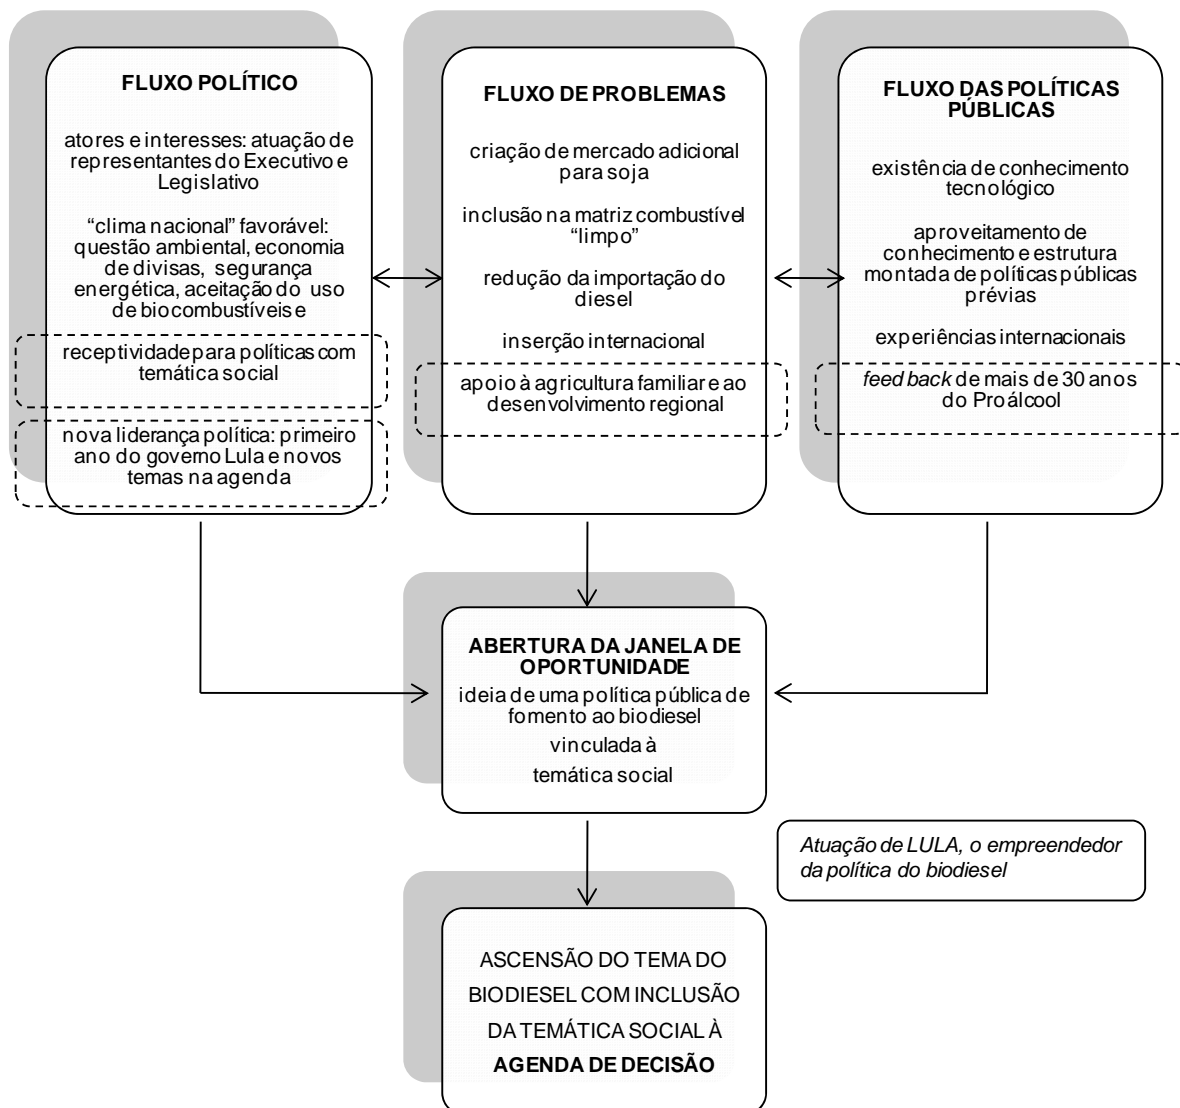 FLUXO POLÍTICO
atores e interesses: atuação de
representantes do Executivo e
Legislativo
“clima nacional” favorável:
questão ambiental, economia
de divisas, segurança
energética, aceitação do uso
de biocombustíveis e
receptividade para políticas com
temática social
nova liderança política: primeiro
ano do governo Lula e novos
temas na agenda
FLUXO DE PROBLEMAS
criação de mercado adicional
para soja
inclusão na matriz combustível
“limpo”
redução da importação do
diesel
inserção internacional
apoio à agricultura familiar e ao
desenvolvimento regional
FLUXO DAS POLÍTICAS
PÚBLICAS
existência de conhecimento
tecnológico
aproveitamento de
conhecimento e estrutura
montada de políticas públicas
prévias
experiências internacionais
feed back de mais de 30 anos
do Proálcool
ABERTURA DA JANELA DE
OPORTUNIDADE
ideia de uma política pública de
fomento ao biodiesel
vinculada à
temática social
Atuação de LULA, o empreendedor
da política do biodiesel
ASCENSÃO DO TEMA DO
BIODIESEL COM INCLUSÃO
DA TEMÁTICA SOCIAL À
AGENDA DE DECISÃO